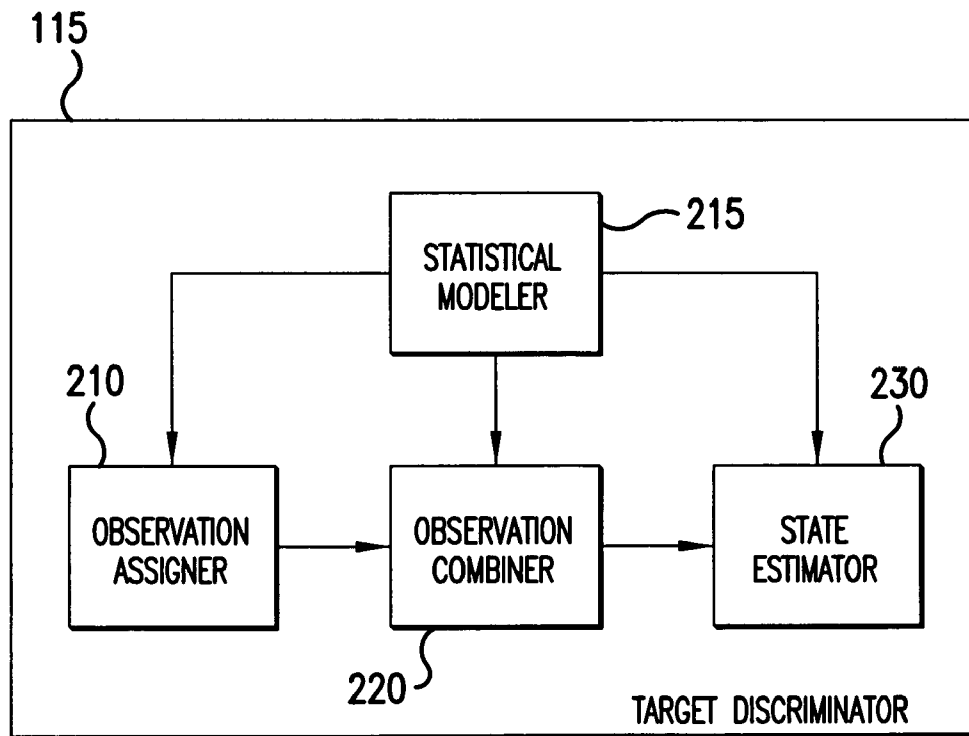 115
215
STATISTICAL
MODELER
210
230
OBSERVATION
ASSIGNER
OBSERVATION
COMBINER
STATE
ESTIMATOR
220
TARGET DISCRIMINATOR